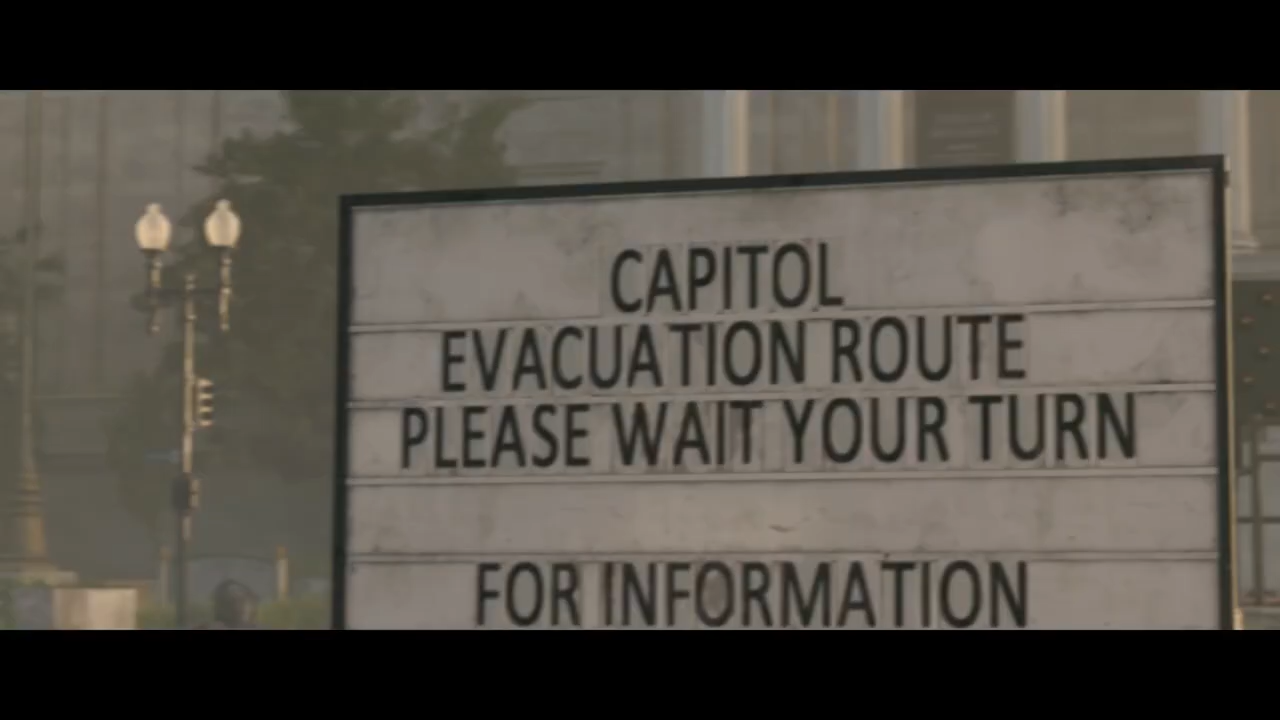 CAPITOL
EVACUATION ROUTE
PLEASE WAIT YOUR TURN
FOR INFORMATION